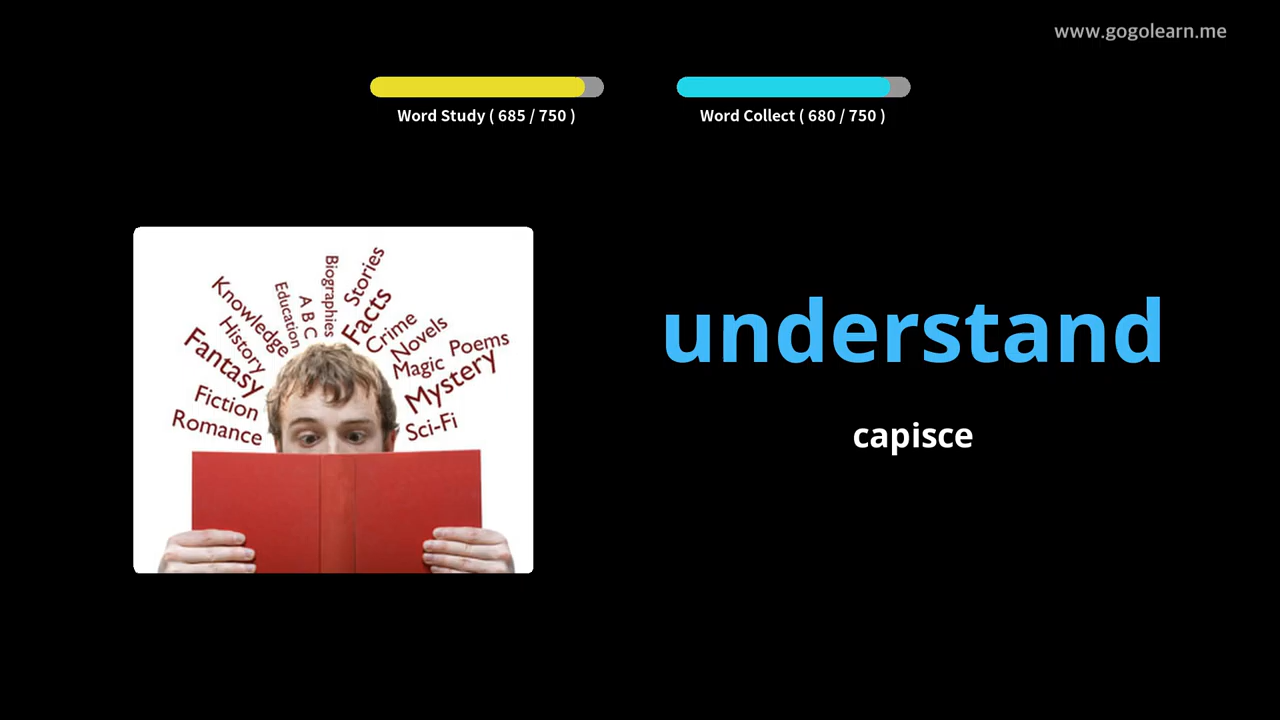 www.gogolearn.me
Word Study ( 685 / 750 )
Word Collect ( 680 / 750 )
Knowledge
History
Fantasy
Fiction
Romance
Education
A B C
Biographies
Stories
Facts
Crime
Novels
Magic
Poems
Mystery
Sci-Fi
understand
capisce